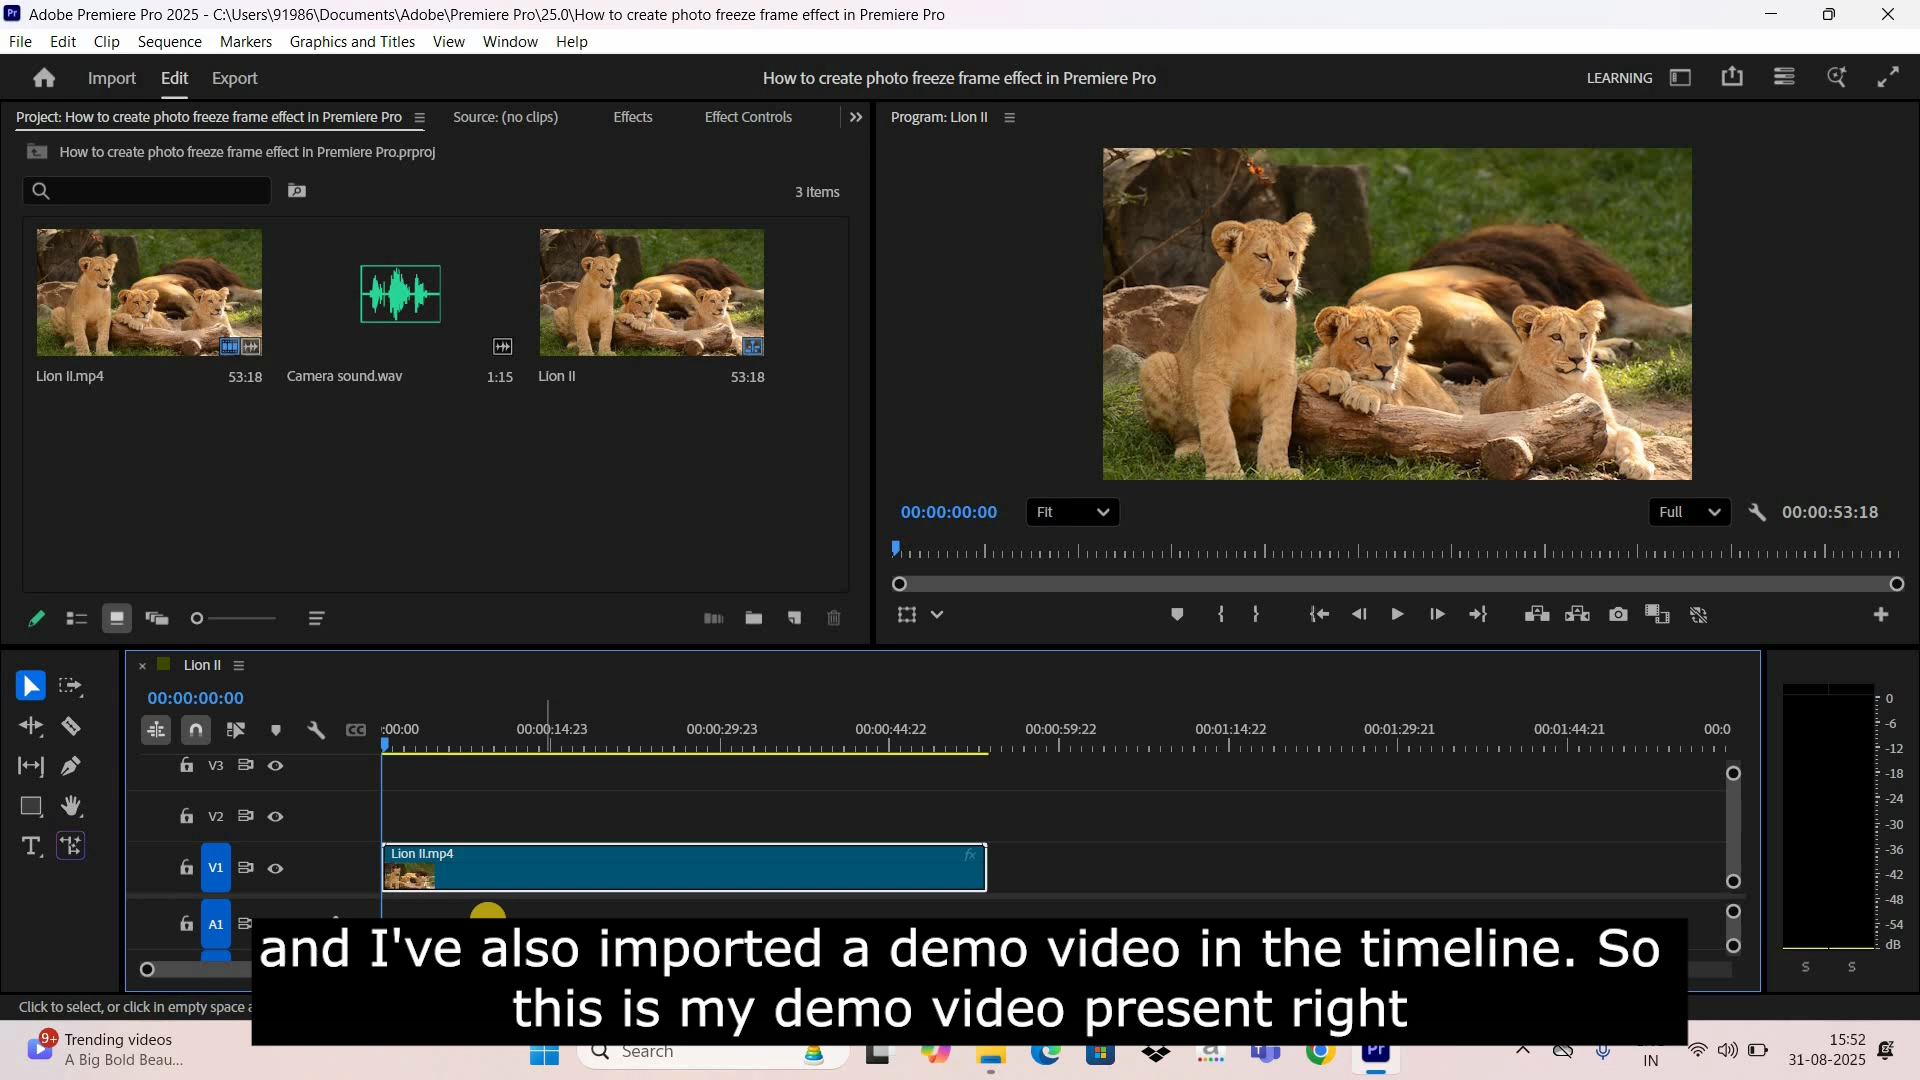 Adobe Premiere Pro 2025 - C:\Users\91986\Documents\Adobe\Premiere Pro\25.0\How to create photo freeze frame effect in Premiere Pro
File Edit Clip Sequence Markers Graphics and Titles View Window Help
Import Edit Export
How to create photo freeze frame effect in Premiere Pro
LEARNING
Project: How to create photo freeze frame effect in Premiere Pro
Source: (no clips)
Effects
Effect Controls
Program: Lion II
How to create photo freeze frame effect in Premiere Pro.prproj
3 items
Lion II.mp4 53:18
Camera sound.wav 1:15
Lion II 53:18
00:00:00:00
Fit
Full
00:00:53:18
Lion II
00:00:00:00
:00:00 00:00:14:23 00:00:29:23 00:00:44:22 00:00:59:22 00:01:14:22 00:01:29:21 00:01:44:21 00:0
V3
V2
V1
Lion II.mp4
fx
A1
0
-6
-12
-18
-24
-30
-36
-42
-48
-54
dB
S S
and I've also imported a demo video in the timeline. So
this is my demo video present right
Click to select, or click in empty space
9+
Trending videos
A Big Bold Beau...
Search
IN
15:52
31-08-2025